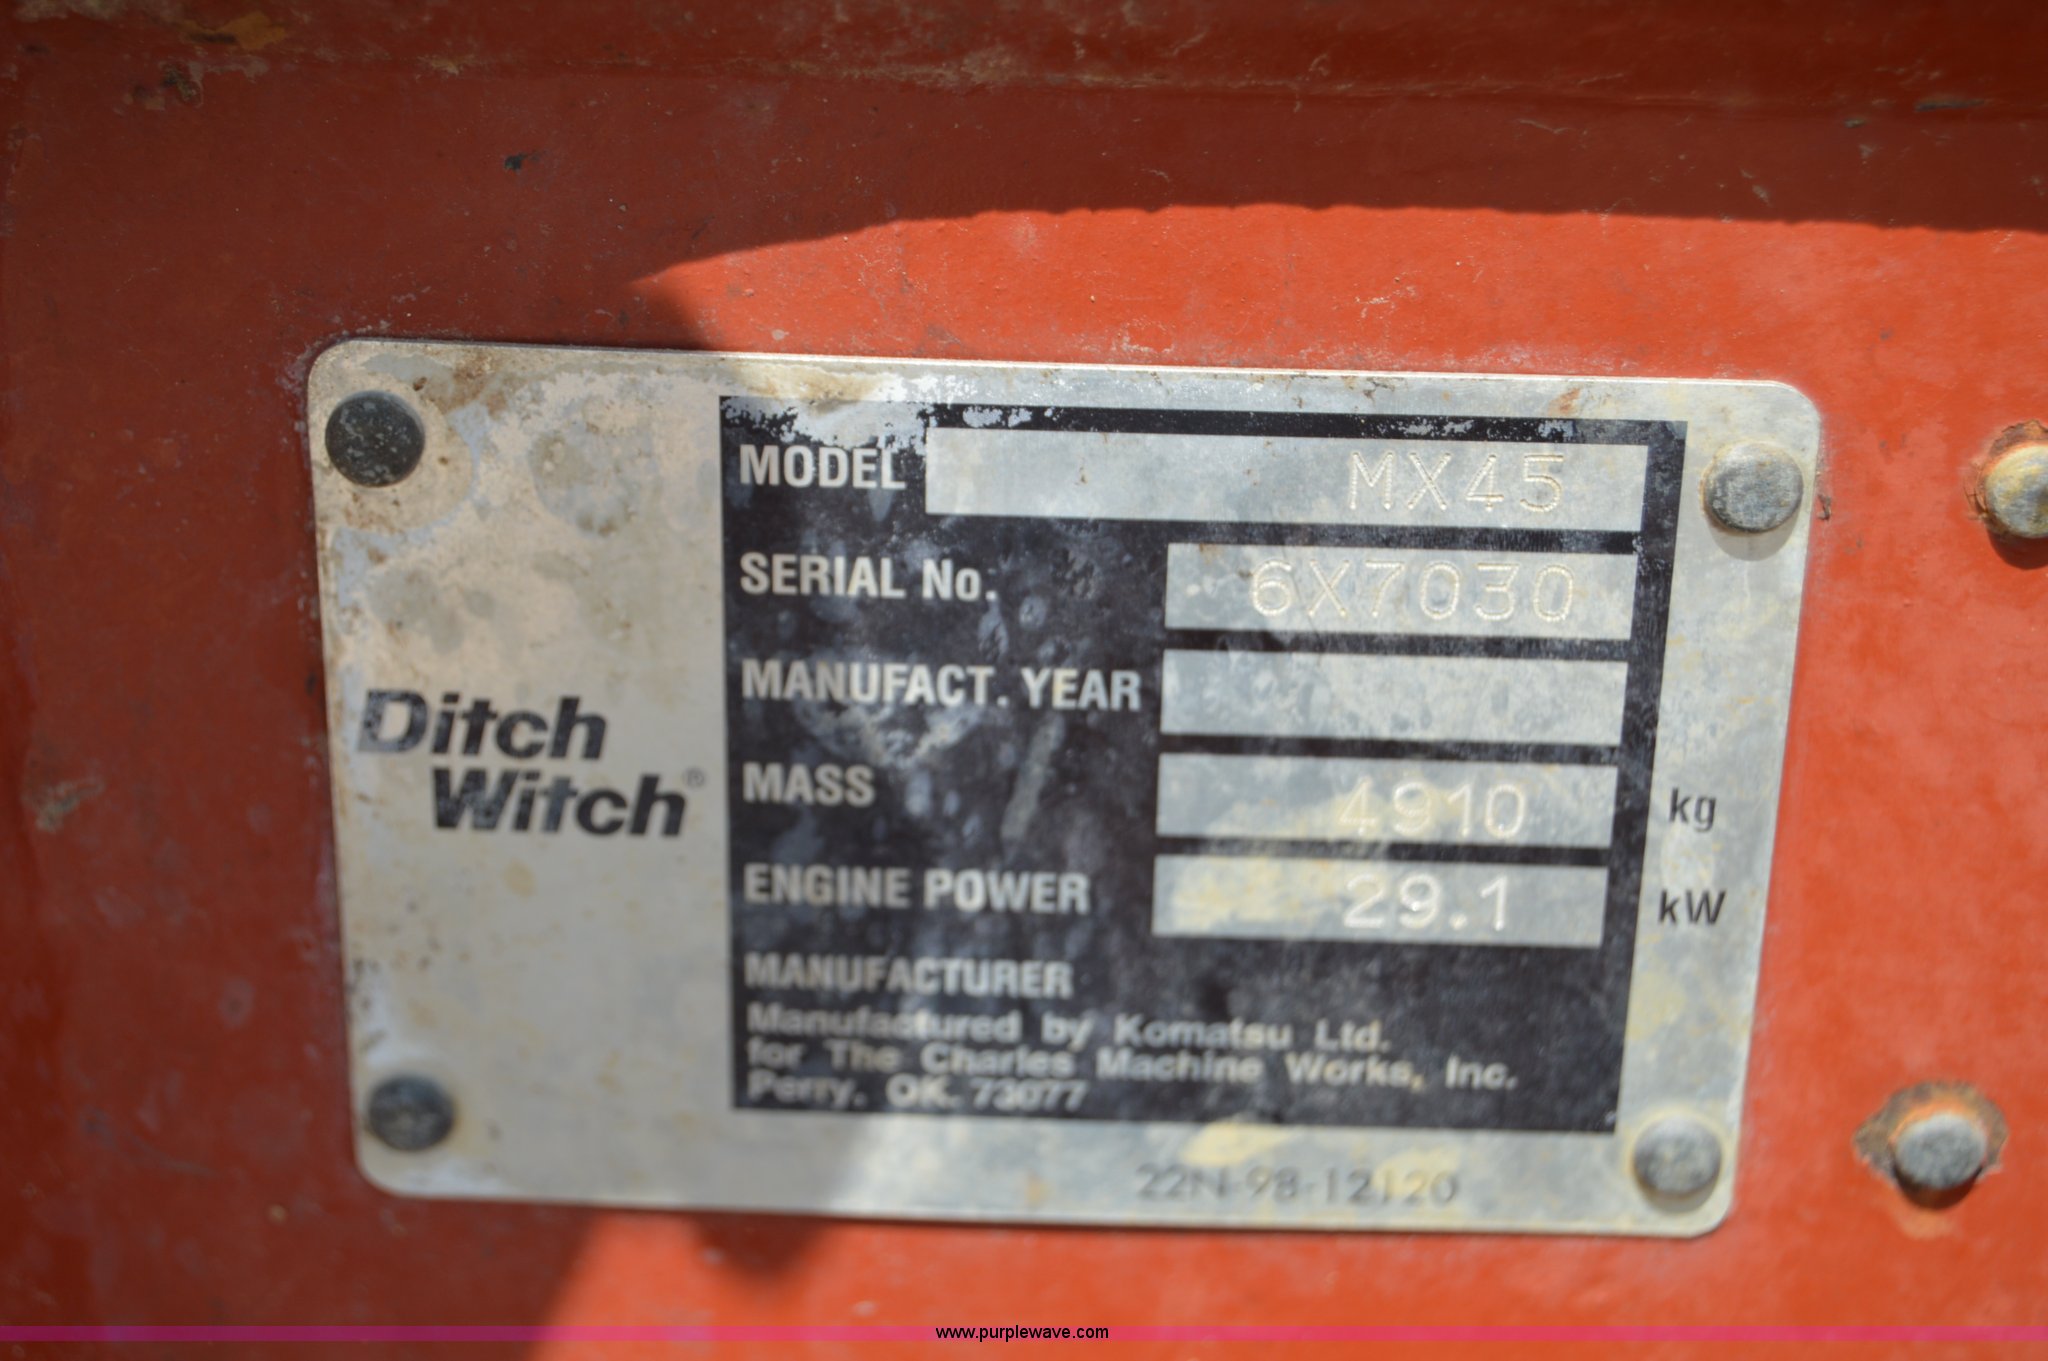 MODEL MX45
SERIAL No. 6X7030
MANUFACT. YEAR
MASS 4910 kg
ENGINE POWER 29.1 kW
MANUFACTURER
Manufactured by Komatsu Ltd.
for The Charles Machine Works, Inc.
Perry, OK. 73077
Ditch
Witch®
22N-98-12120
www.purplewave.com